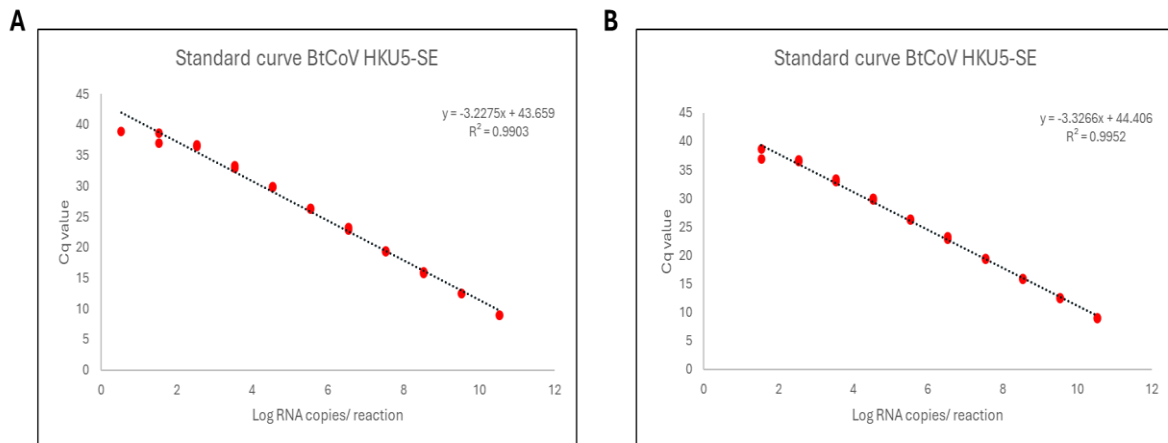 A
Standard curve BtCoV HKU5-SE
y = -3.2275x + 43.659
R² = 0.9903
45
40
35
30
25
20
15
10
5
0
Cq value
0 2 4 6 8 10 12
Log RNA copies/ reaction
B
Standard curve BtCoV HKU5-SE
y = -3.3266x + 44.406
R² = 0.9952
45
40
35
30
25
20
15
10
5
0
Cq value
0 2 4 6 8 10 12
Log RNA copies/ reaction